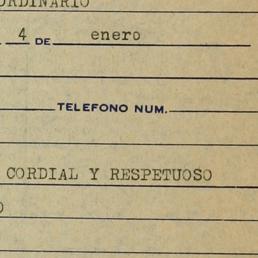 ORDINARIO
4 DE enero
TELEFONO NUM.
CORDIAL Y RESPETUOSO
O